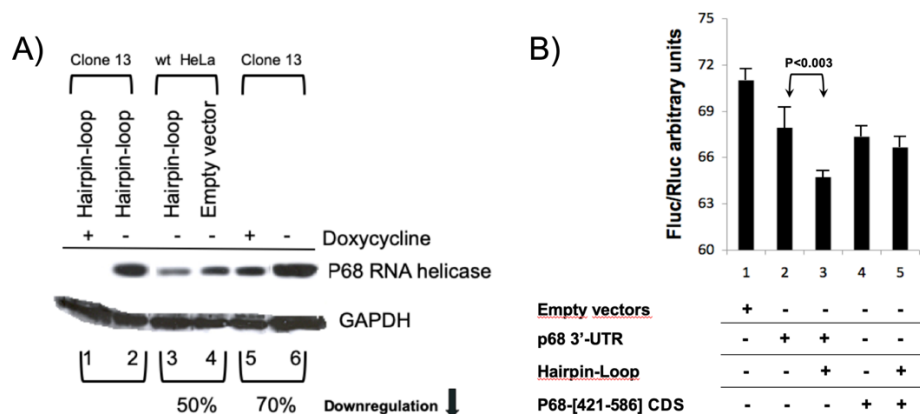 A)
Clone 13 wt HeLa Clone 13
Hairpin-loop
Hairpin-loop
Hairpin-loop
Empty vector
+ - - - + -
Doxycycline
P68 RNA helicase
GAPDH
1 2 3 4 5 6
50% 70% Downregulation
B)
Fluc/Rluc arbitrary units
75
72
69
66
63
60
P<0.003
1 2 3 4 5
Empty vectors + - - - -
p68 3'-UTR - + + - -
Hairpin-Loop - - + - +
P68-[421-586] CDS - - - + +